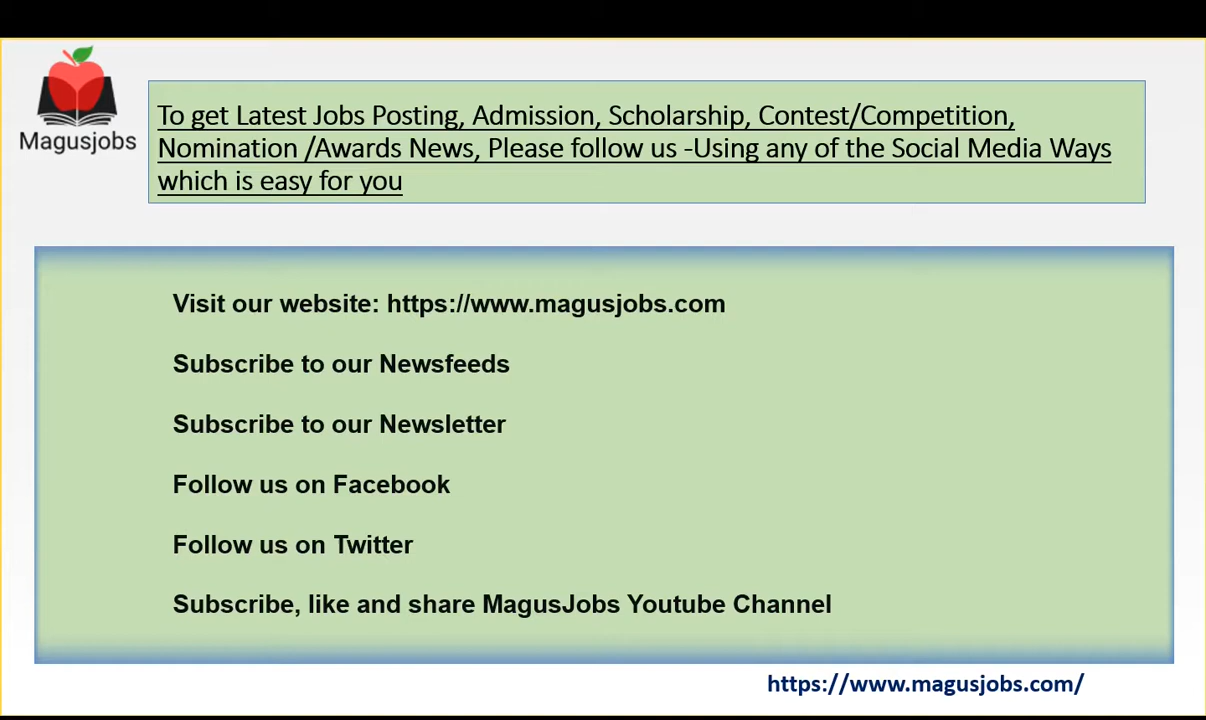 Magusjobs
To get Latest Jobs Posting, Admission, Scholarship, Contest/Competition,
Nomination /Awards News, Please follow us -Using any of the Social Media Ways
which is easy for you
Visit our website: https://www.magusjobs.com
Subscribe to our Newsfeeds
Subscribe to our Newsletter
Follow us on Facebook
Follow us on Twitter
Subscribe, like and share MagusJobs Youtube Channel
https://www.magusjobs.com/